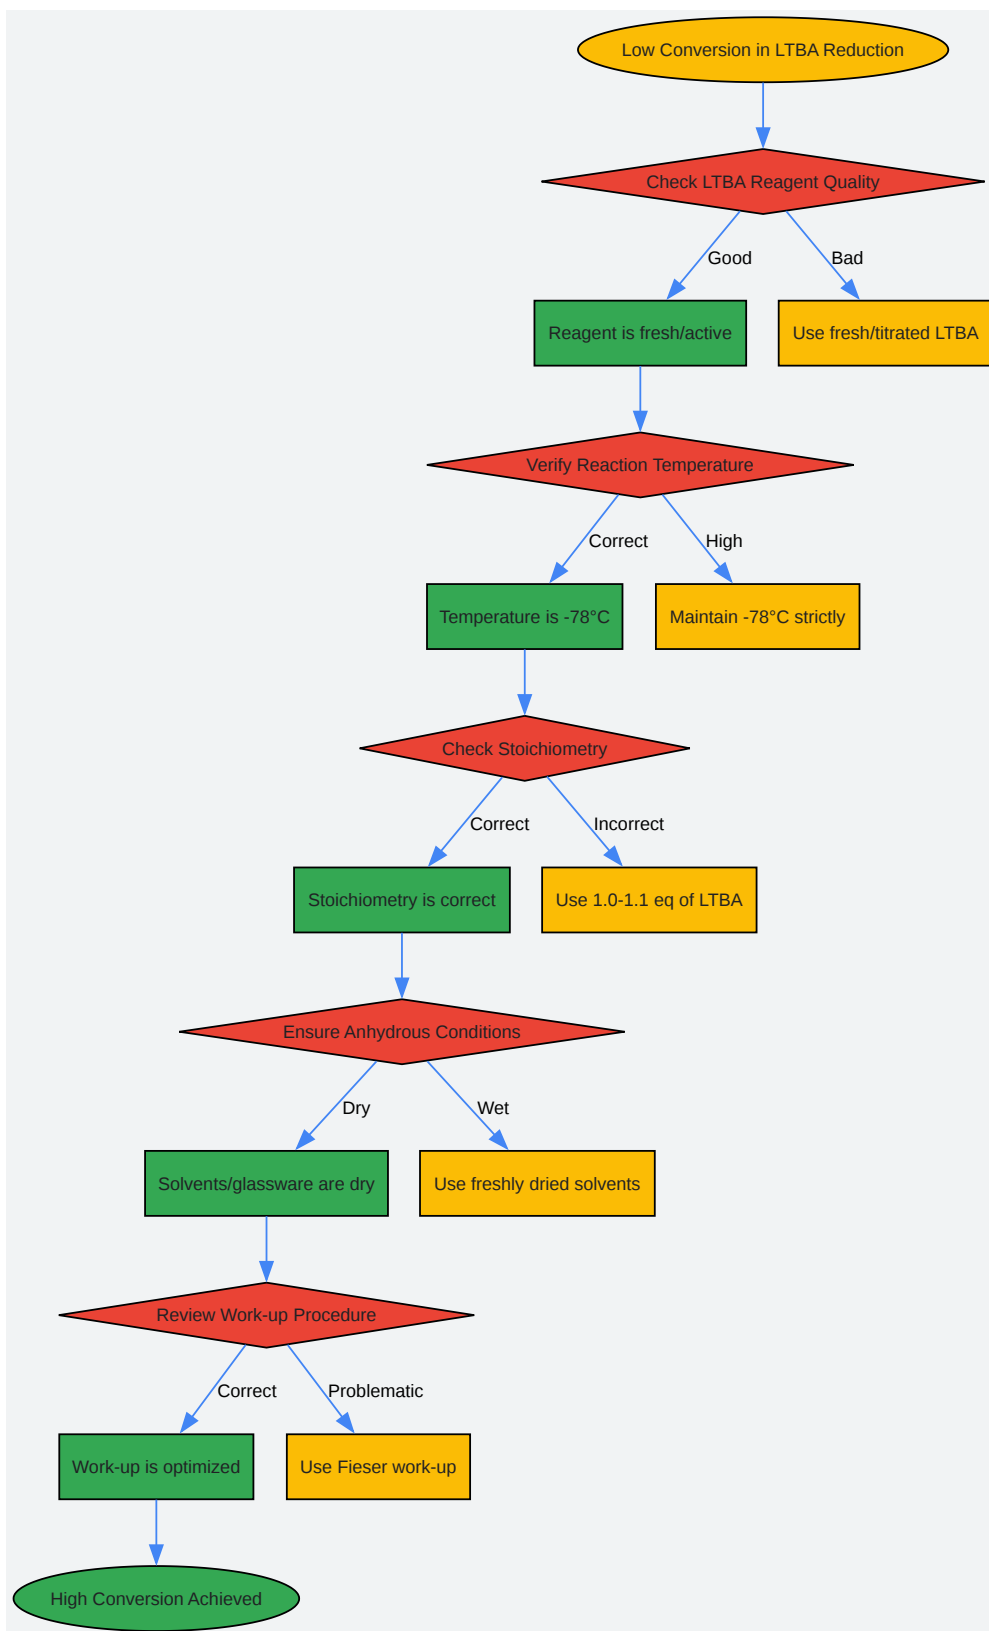 Low Conversion in LTBA Reduction
Check LTBA Reagent Quality
Good
Bad
Reagent is fresh/active
Use fresh/titrated LTBA
Verify Reaction Temperature
Correct
High
Temperature is -78°C
Maintain -78°C strictly
Check Stoichiometry
Correct
Incorrect
Stoichiometry is correct
Use 1.0-1.1 eq of LTBA
Ensure Anhydrous Conditions
Dry
Wet
Solvents/glassware are dry
Use freshly dried solvents
Review Work-up Procedure
Correct
Problematic
Work-up is optimized
Use Fieser work-up
High Conversion Achieved